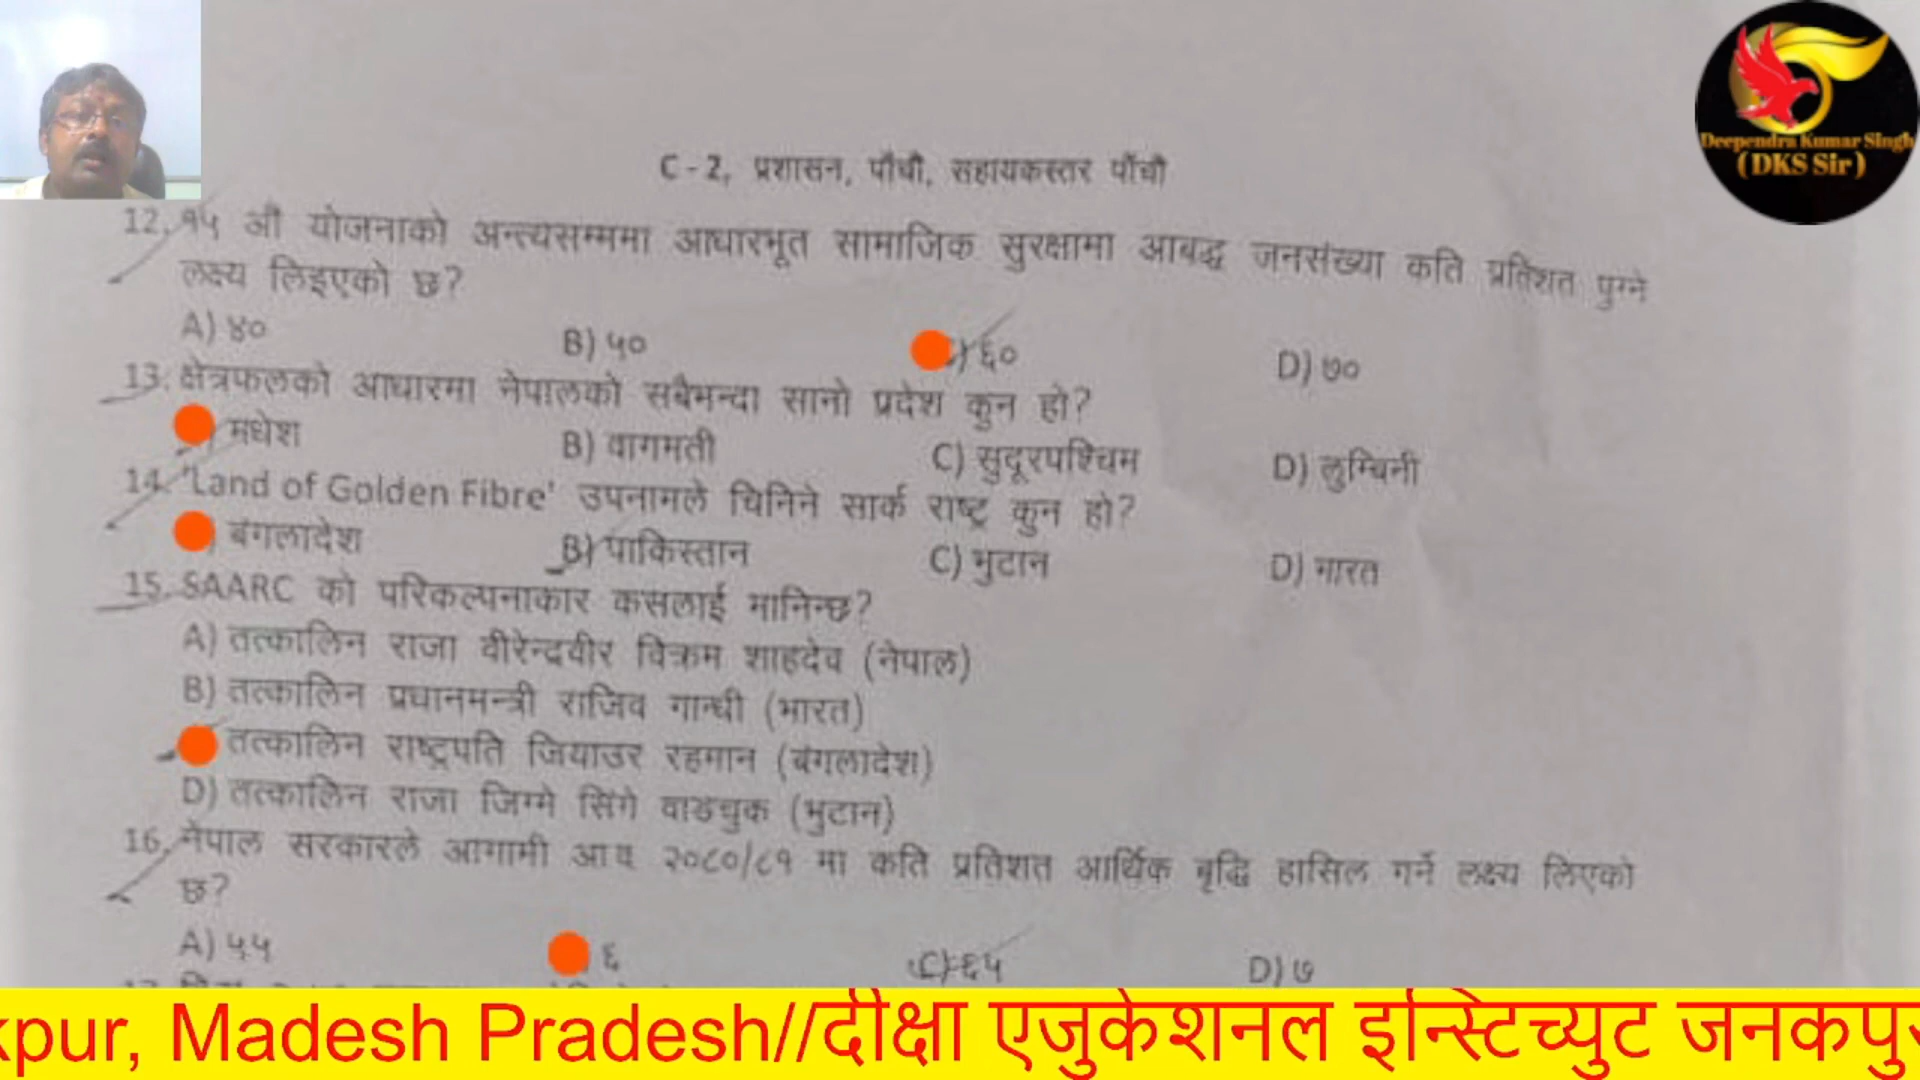 Deependra Kumar Singh
(DKS Sir)
C - 2, प्रशासन, पाँचौ, सहायकस्तर पाँचौ
12. १५ औं योजनाको अन्त्यसम्ममा आधारभूत सामाजिक सुरक्षामा आबद्ध जनसंख्या कति प्रतिशत पुग्ने
लक्ष्य लिइएको छ?
A) ४० B) ५० ) ६० D) ७०
13. क्षेत्रफलको आधारमा नेपालको सबैभन्दा सानो प्रदेश कुन हो?
मधेश B) वागमती C) सुदूरपश्चिम D) लुम्बिनी
14. 'Land of Golden Fibre' उपनामले चिनिने सार्क राष्ट्र कुन हो?
) बंगलादेश B) पाकिस्तान C) भुटान D) भारत
15. SAARC को परिकल्पनाकार कसलाई मानिन्छ?
A) तत्कालिन राजा वीरेन्द्रवीर विक्रम शाहदेव (नेपाल)
B) तत्कालिन प्रधानमन्त्री राजिव गान्धी (भारत)
तत्कालिन राष्ट्रपति जियाउर रहमान (बंगलादेश)
D) तत्कालिन राजा जिग्मे सिंगे वाङचुक (भुटान)
16. नेपाल सरकारले आगामी आव २०८०/८१ मा कति प्रतिशत आर्थिक बृद्धि हासिल गर्ने लक्ष्य लिएको
छ?
A) ५.५ ६ C) ६.५ D) ७
kpur, Madesh Pradesh//दीक्षा एजुकेशनल इन्स्टिच्युट जनकपुर